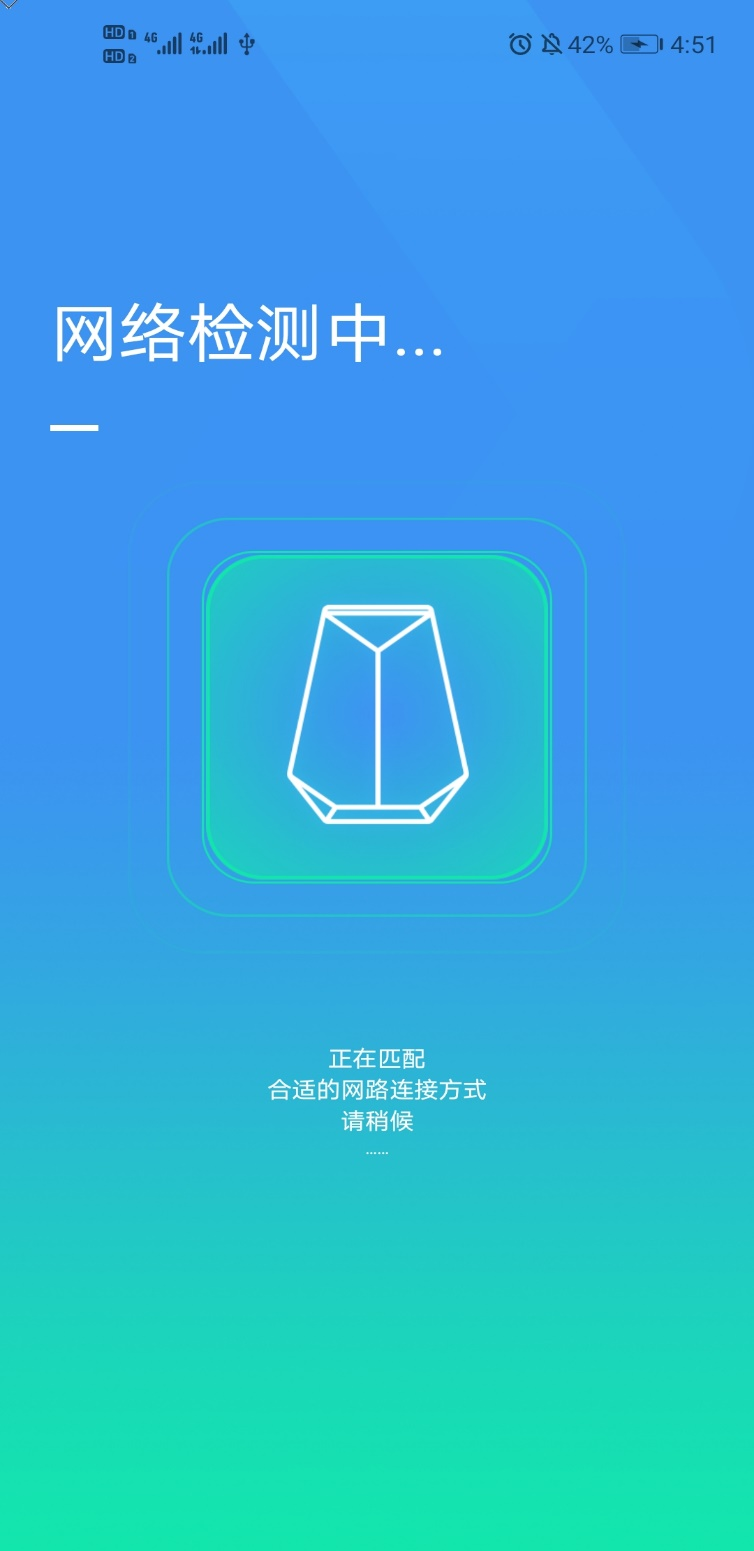 HD 1 4G 4G 42% 4:51
HD 2
网络检测中...
正在匹配
合适的网路连接方式
请稍候
......